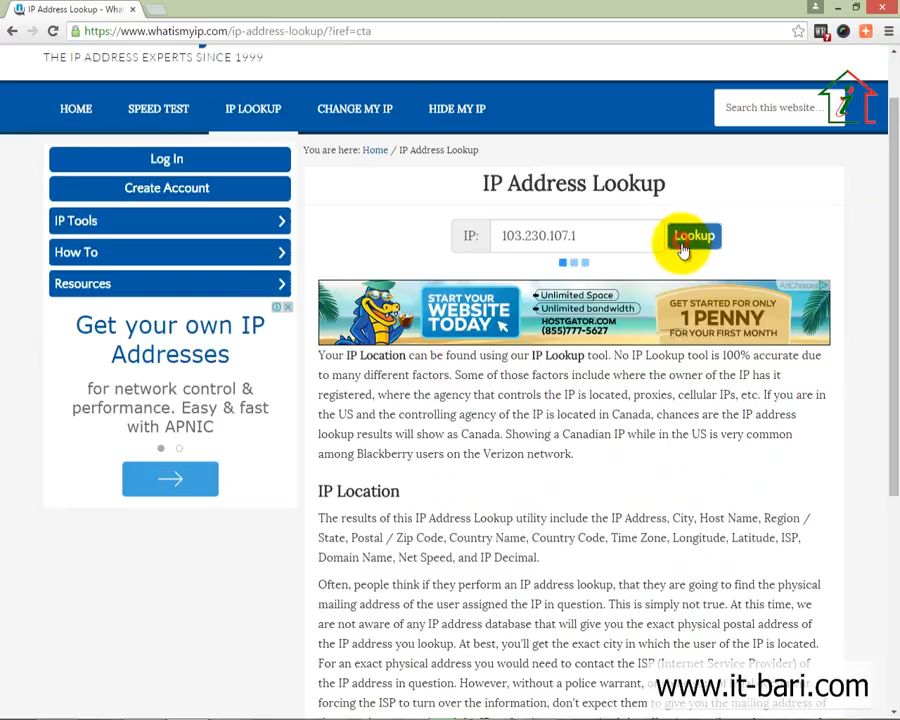 IP Address Lookup - What
https://www.whatismyip.com/ip-address-lookup/?iref=cta
THE IP ADDRESS EXPERTS SINCE 1999
HOME SPEED TEST IP LOOKUP CHANGE MY IP HIDE MY IP
Search this website...
Log In
Create Account
IP Tools
How To
Resources
Get your own IP
Addresses
for network control &
performance. Easy & fast
with APNIC
You are here: Home / IP Address Lookup
IP Address Lookup
IP: 103.230.107.1 Lookup
START YOUR
WEBSITE
TODAY
Unlimited Space
Unlimited bandwidth
HOSTGATOR.COM
(855)777-5627
AdChoices
GET STARTED FOR ONLY
1 PENNY
FOR YOUR FIRST MONTH
Your IP Location can be found using our IP Lookup tool. No IP Lookup tool is 100% accurate due
to many different factors. Some of those factors include where the owner of the IP has it
registered, where the agency that controls the IP is located, proxies, cellular IPs, etc. If you are in
the US and the controlling agency of the IP is located in Canada, chances are the IP address
lookup results will show as Canada. Showing a Canadian IP while in the US is very common
among Blackberry users on the Verizon network.
IP Location
The results of this IP Address Lookup utility include the IP Address, City, Host Name, Region /
State, Postal / Zip Code, Country Name, Country Code, Time Zone, Longitude, Latitude, ISP,
Domain Name, Net Speed, and IP Decimal.
Often, people think if they perform an IP address lookup, that they are going to find the physical
mailing address of the user assigned the IP in question. This is simply not true. At this time, we
are not aware of any IP address database that will give you the exact physical postal address of
the IP address you lookup. At best, you'll get the exact city in which the user of the IP is located.
For an exact physical address you would need to contact the ISP (Internet Service Provider) of
the IP address in question. However, without a police warrant,
forcing the ISP to turn over the information, don't expect them to give you the mailing address of
www.it-bari.com